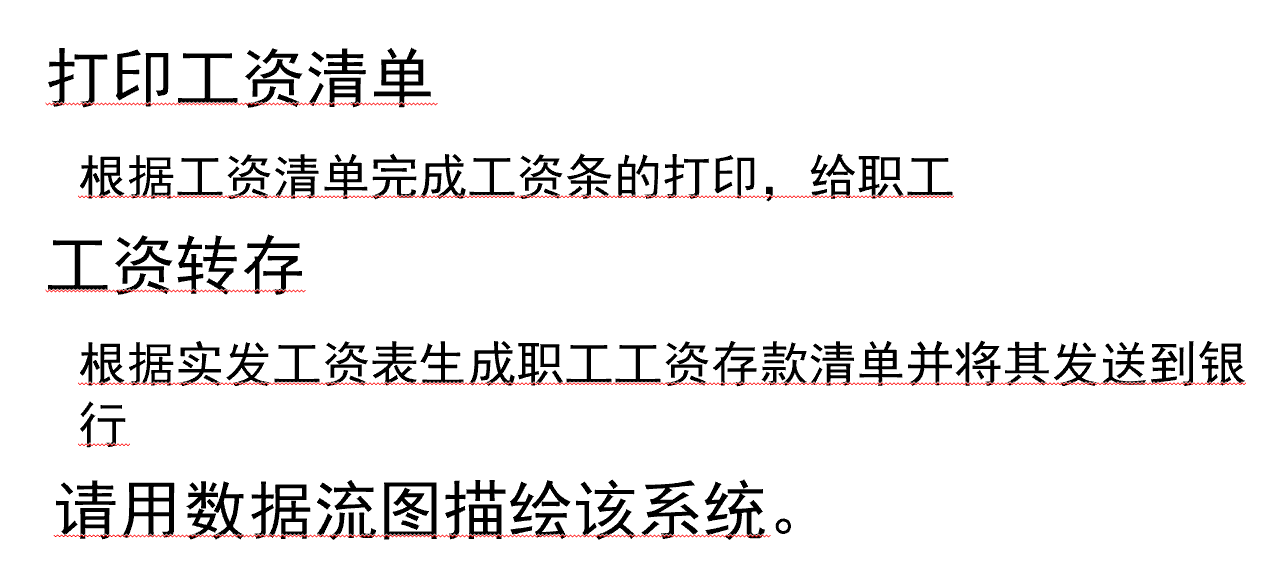 打印工资清单
根据工资清单完成工资条的打印，给职工
工资转存
根据实发工资表生成职工工资存款清单并将其发送到银
行
请用数据流图描绘该系统。